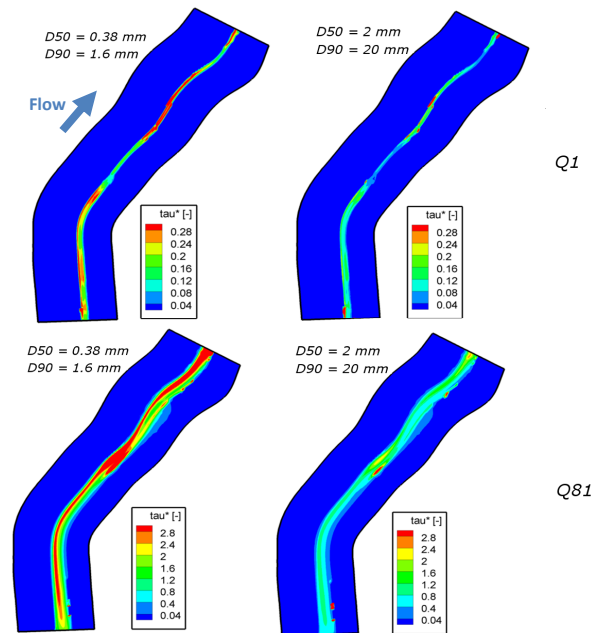 D50 = 0.38 mm
D90 = 1.6 mm
D50 = 2 mm
D90 = 20 mm
Flow
Q1
tau* [-]
0.28
0.24
0.2
0.16
0.12
0.08
0.04
tau* [-]
0.28
0.24
0.2
0.16
0.12
0.08
0.04
D50 = 0.38 mm
D90 = 1.6 mm
D50 = 2 mm
D90 = 20 mm
Q81
tau* [-]
2.8
2.4
2
1.6
1.2
0.8
0.4
0.04
tau* [-]
2.8
2.4
2
1.6
1.2
0.8
0.4
0.04